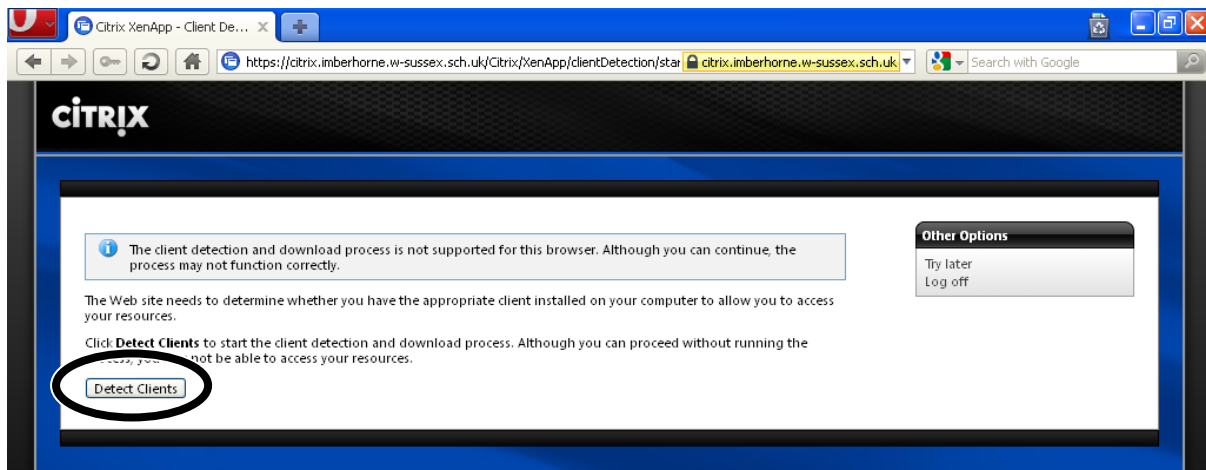 Citrix XenApp - Client De...
https://citrix.imberhorne.w-sussex.sch.uk/Citrix/XenApp/clientDetection/star
citrix.imberhorne.w-sussex.sch.uk
Search with Google
CITRIX
The client detection and download process is not supported for this browser. Although you can continue, the
process may not function correctly.
The Web site needs to determine whether you have the appropriate client installed on your computer to allow you to access
your resources.
Click Detect Clients to start the client detection and download process. Although you can proceed without running the
not be able to access your resources.
Detect Clients
Other Options
Try later
Log off